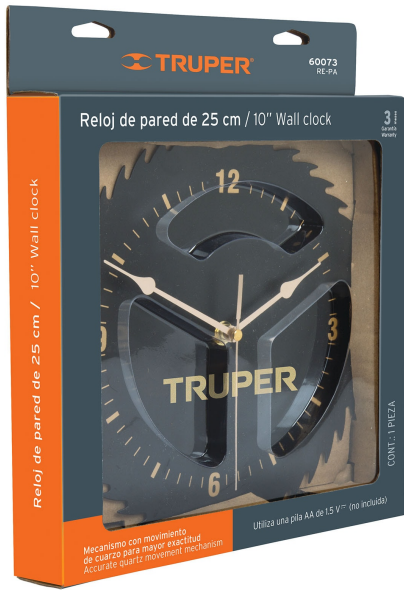 TRUPER®
60073
RE-PA
Reloj de pared de 25 cm / 10" Wall clock
3
Garantía
Warranty
Reloj de pared de 25 cm / 10" Wall clock
12
3
TRUPER
6
CONT.: 1 PIEZA
Utiliza una pila AA de 1.5 V⎓ (no incluida)
Mecanismo con movimiento
de cuarzo para mayor exactitud
Accurate quartz movement mechanism